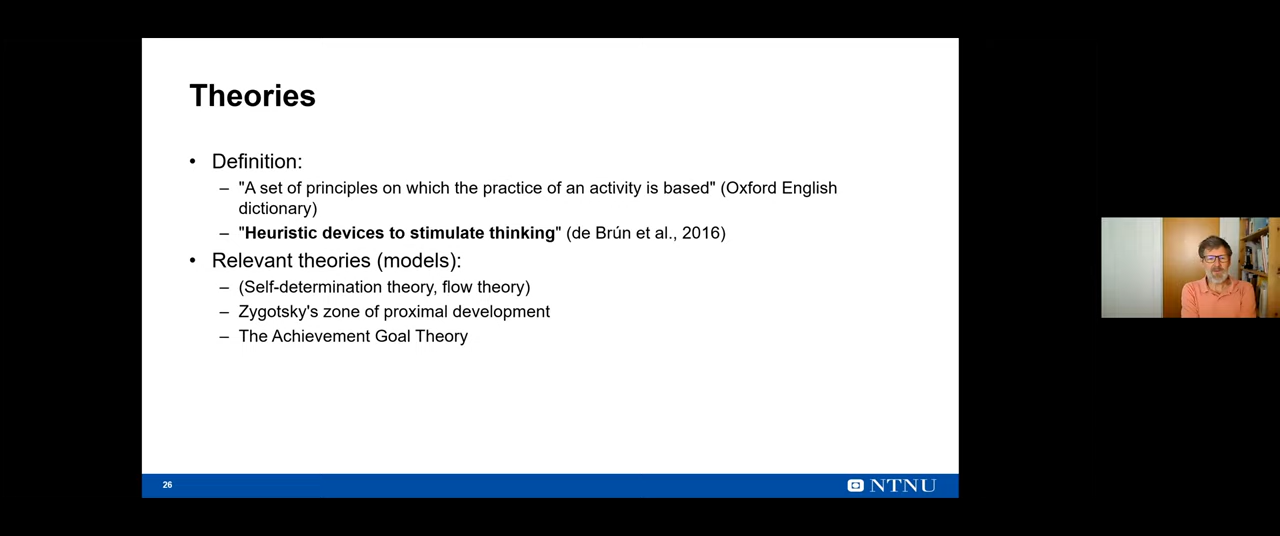 Theories
• Definition:
– "A set of principles on which the practice of an activity is based" (Oxford English
dictionary)
– "Heuristic devices to stimulate thinking" (de Brún et al., 2016)
• Relevant theories (models):
– (Self-determination theory, flow theory)
– Zygotsky's zone of proximal development
– The Achievement Goal Theory
26
NTNU